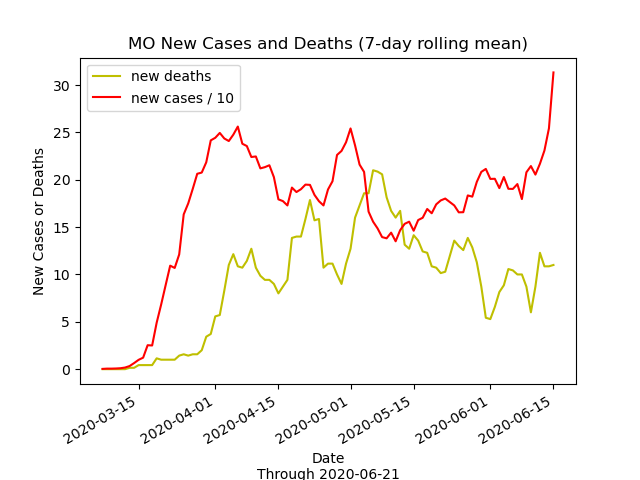 MO New Cases and Deaths (7-day rolling mean)
new deaths
new cases / 10
New Cases or Deaths
30
25
20
15
10
5
0
2020-03-15
2020-04-01
2020-04-15
2020-05-01
2020-05-15
2020-06-01
2020-06-15
Date
Through 2020-06-21